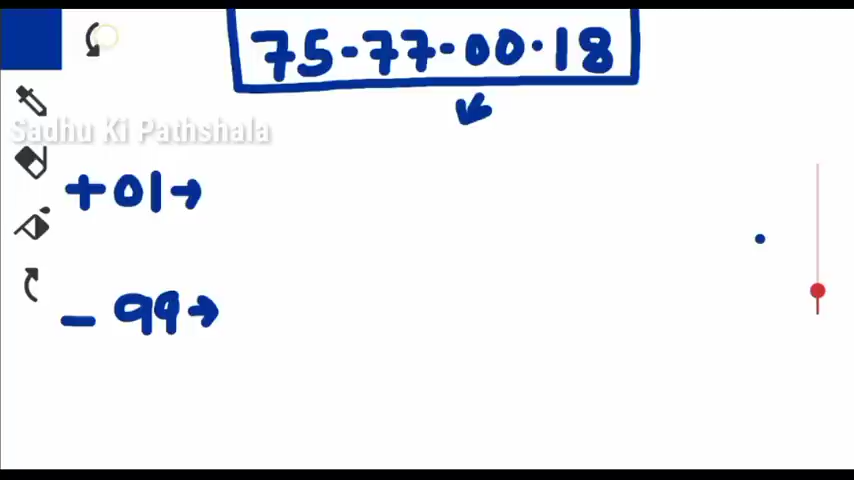 75-77-00-18
Sadhu Ki Pathshala
+01→
- 99→